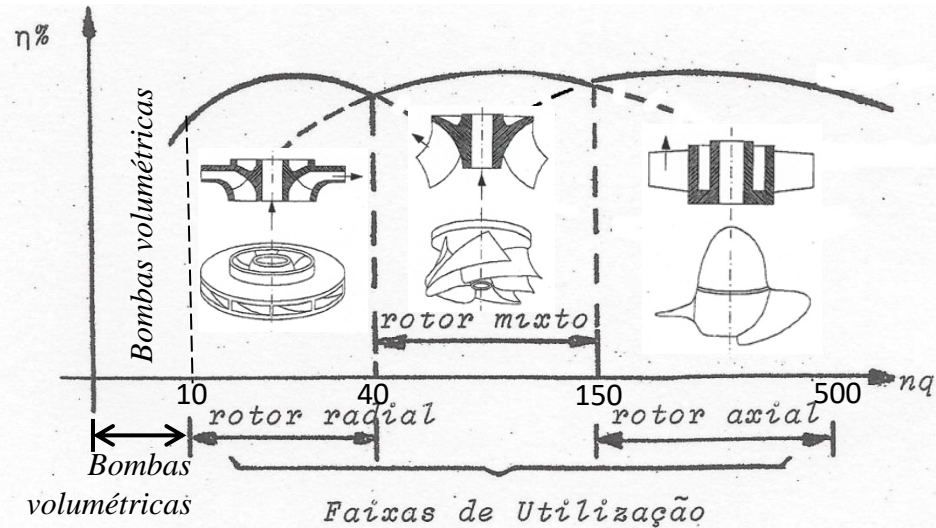 η%
Bombas volumétricas
rotor mixto
10
40
150
500
nq
rotor radial
rotor axial
Bombas
volumétricas
Faixas de Utilização